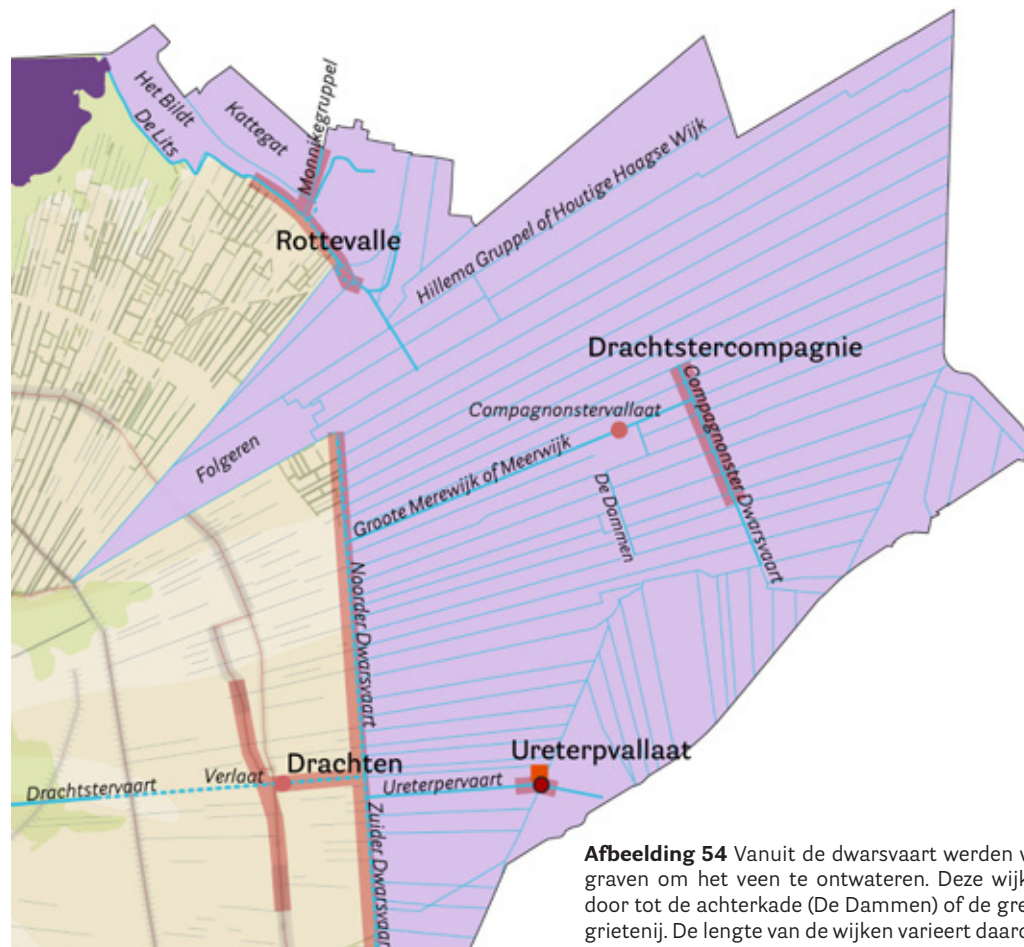 Het Bildt
De Lits
Kattegat
Monnikegruppel
Rottevalle
Hillema Gruppel of Houtige Haagse Wijk
Drachtstercompagnie
Compagnonstervallaat
Compagnonster Dwarsvaart
Folgeren
Groote Merewijk of Meerwijk
De Dammen
Noorder Dwarsvaart
Drachten
Ureterpvallaat
Drachtstervaart
Verlaat
Ureterpervaart
Zuider Dwarsvaar
Afbeelding 54 Vanuit de dwarsvaart werden
graven om het veen te ontwateren. Deze wijk
door tot de achterkade (De Dammen) of de gre
grietenij. De lengte van de wijken varieert daar